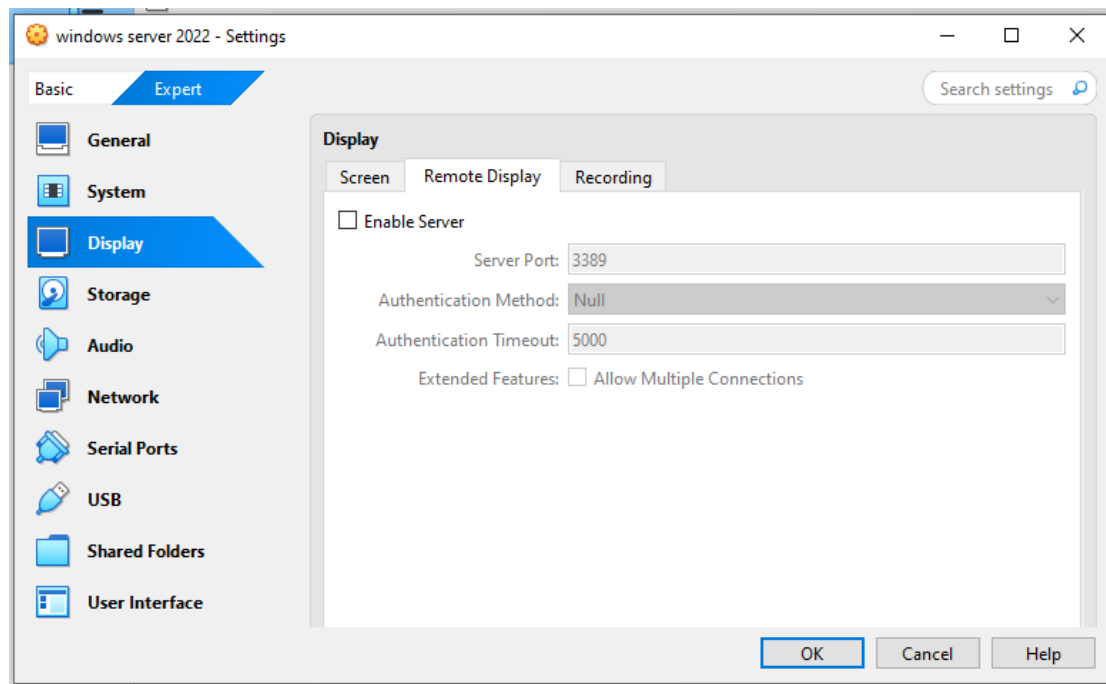 windows server 2022 - Settings
Basic
Expert
Search settings
General
System
Display
Storage
Audio
Network
Serial Ports
USB
Shared Folders
User Interface
Display
Screen
Remote Display
Recording
Enable Server
Server Port: 3389
Authentication Method: Null
Authentication Timeout: 5000
Extended Features: Allow Multiple Connections
OK
Cancel
Help